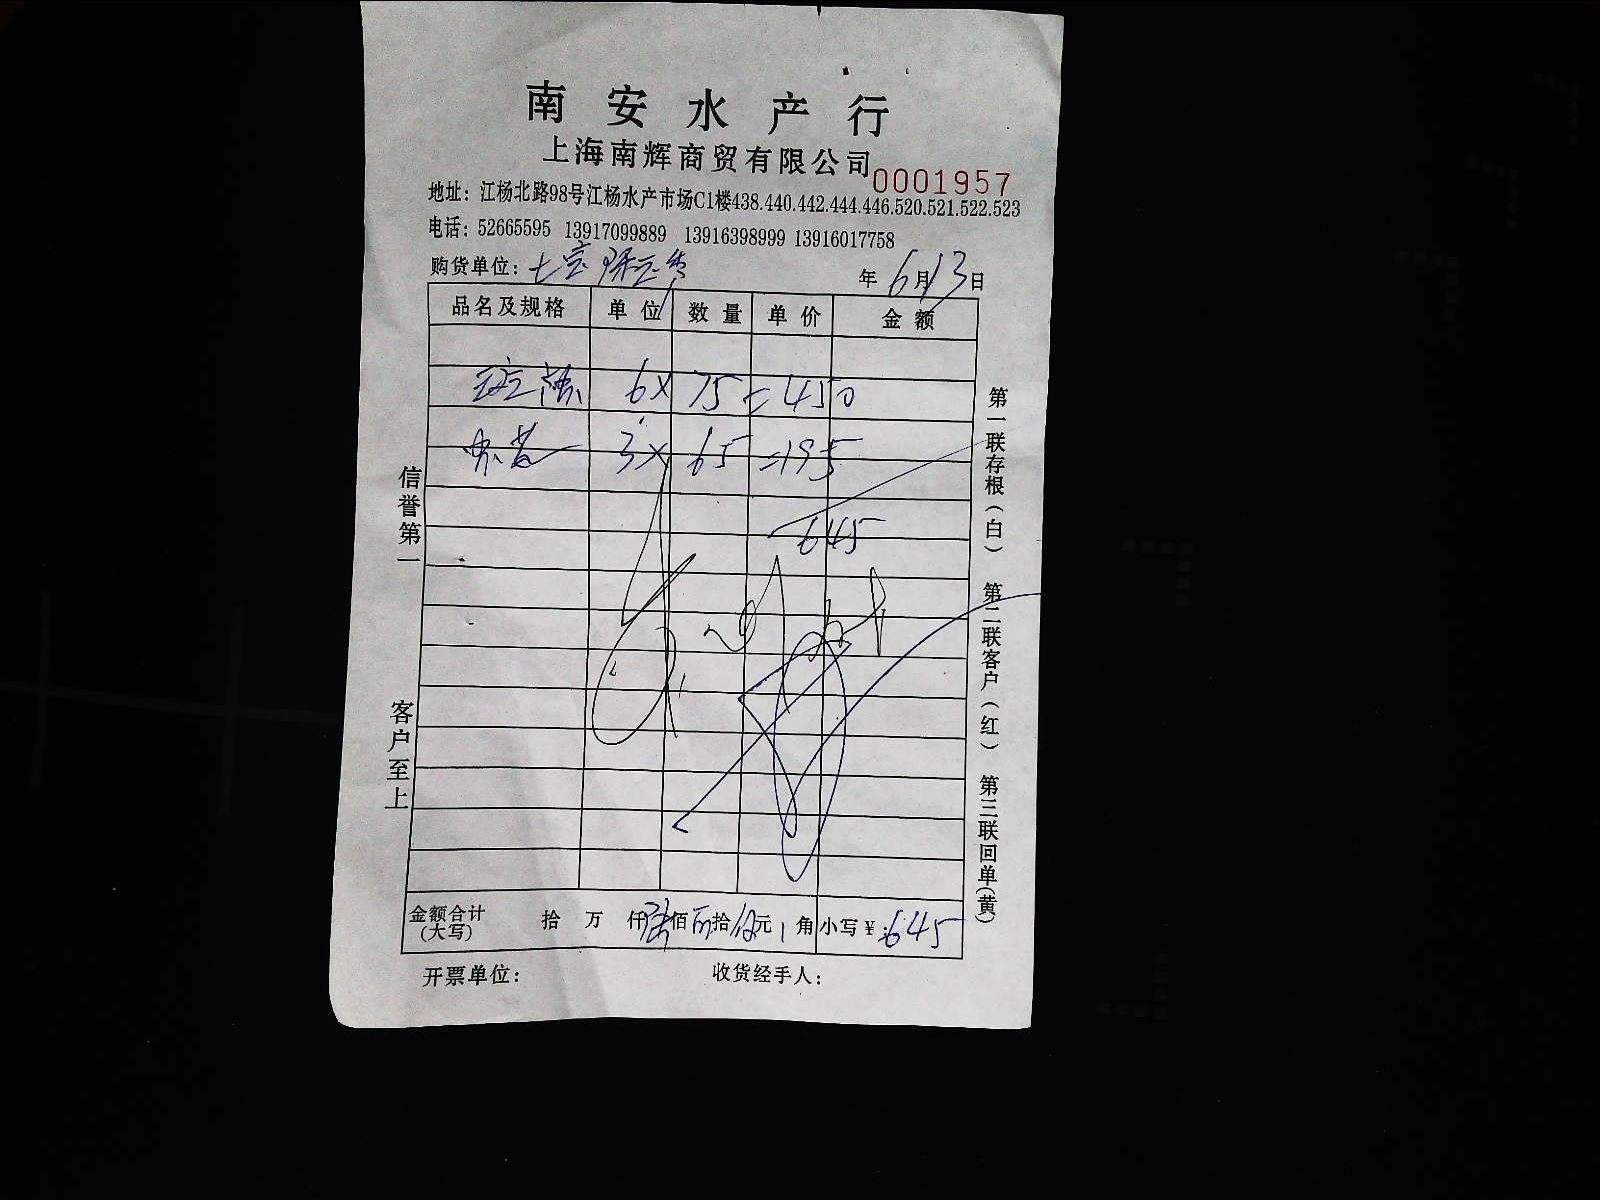 南安水产行
上海南辉商贸有限公司
0001957
地址：江杨北路98号江杨水产市场C1楼438.440.442.444.446.520.521.522.523
电话：52665595 13917099889 13916398999 13916017758
购货单位：七宝
年 6月13日
品名及规格 单位 数量 单价 金额
6× 75=450
3× 65=195
645
信誉第一
客户至上
第一联存根（白） 第二联客户（红） 第三联回单（黄）
金额合计（大写） 拾 万 仟陆佰 拾伍元 角 小写￥：645
开票单位： 收货经手人：